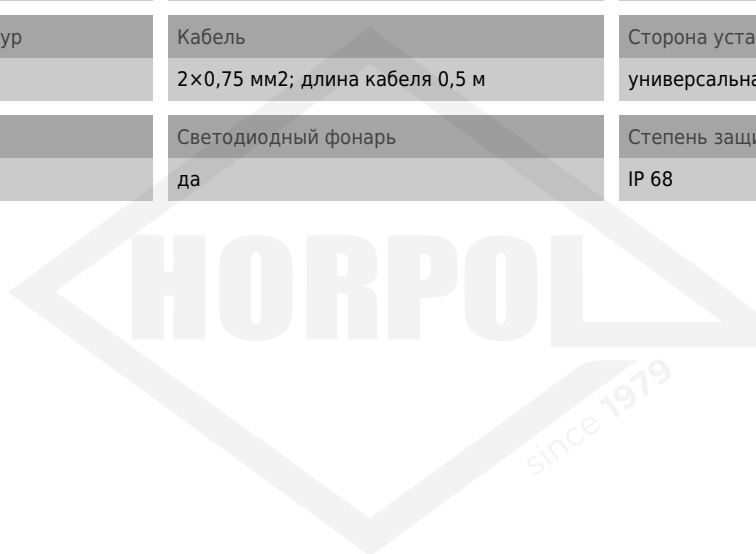 ур Кабель Сторона уста
2×0,75 мм2; длина кабеля 0,5 м универсальна
Светодиодный фонарь Степень защи
да IP 68
HORPOL
since 1979